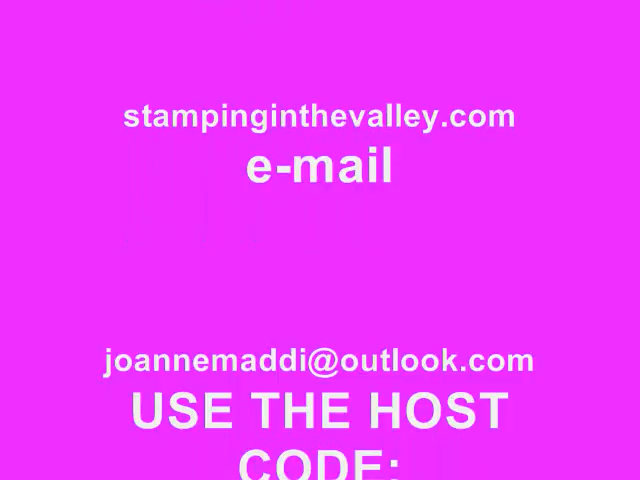 stampinginthevalley.com
e-mail
joannemaddi@outlook.com
USE THE HOST
CODE: